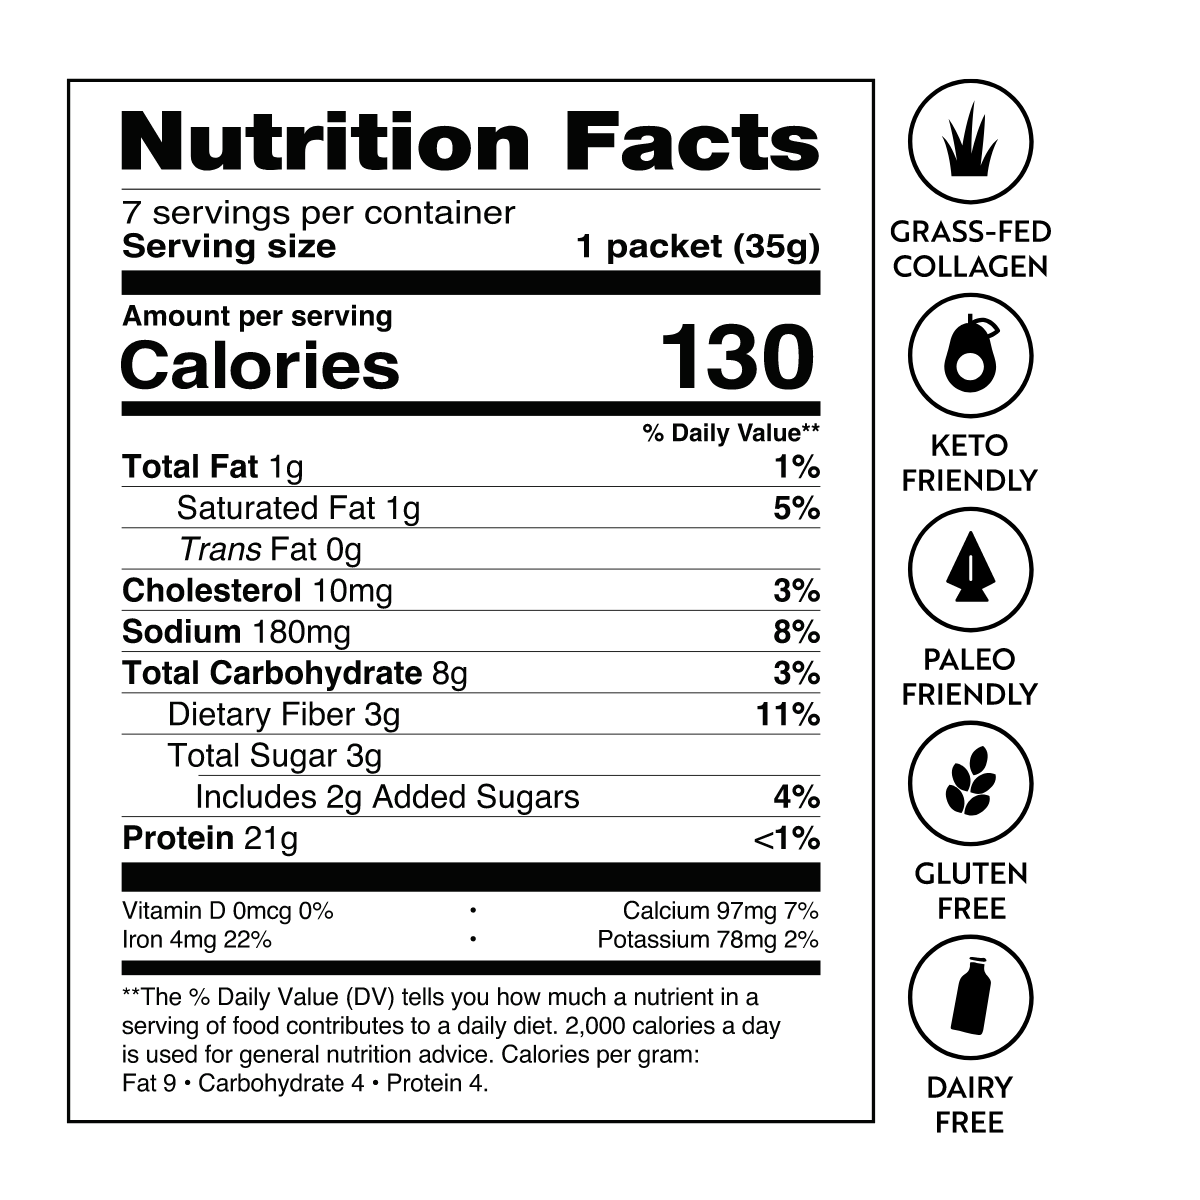 Nutrition Facts
7 servings per container
Serving size 1 packet (35g)
Amount per serving
Calories 130
% Daily Value**
Total Fat 1g 1%
Saturated Fat 1g 5%
Trans Fat 0g
Cholesterol 10mg 3%
Sodium 180mg 8%
Total Carbohydrate 8g 3%
Dietary Fiber 3g 11%
Total Sugar 3g
Includes 2g Added Sugars 4%
Protein 21g <1%
Vitamin D 0mcg 0% • Calcium 97mg 7%
Iron 4mg 22% • Potassium 78mg 2%
**The % Daily Value (DV) tells you how much a nutrient in a
serving of food contributes to a daily diet. 2,000 calories a day
is used for general nutrition advice. Calories per gram:
Fat 9 • Carbohydrate 4 • Protein 4.
GRASS-FED
COLLAGEN
KETO
FRIENDLY
PALEO
FRIENDLY
GLUTEN
FREE
DAIRY
FREE